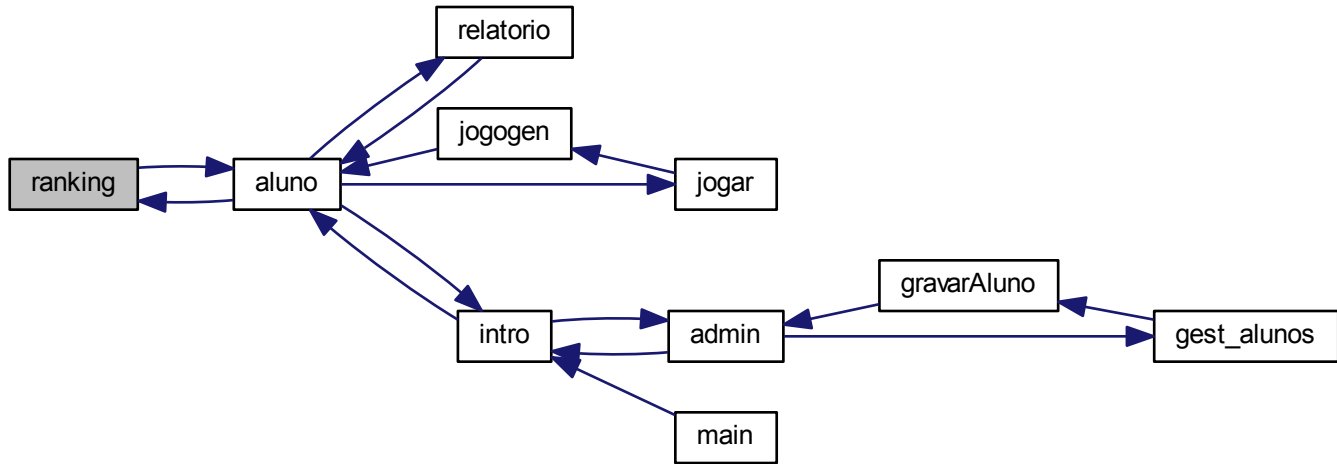 relatorio
jogogen
ranking
aluno
jogar
gravarAluno
intro
admin
gest_alunos
main